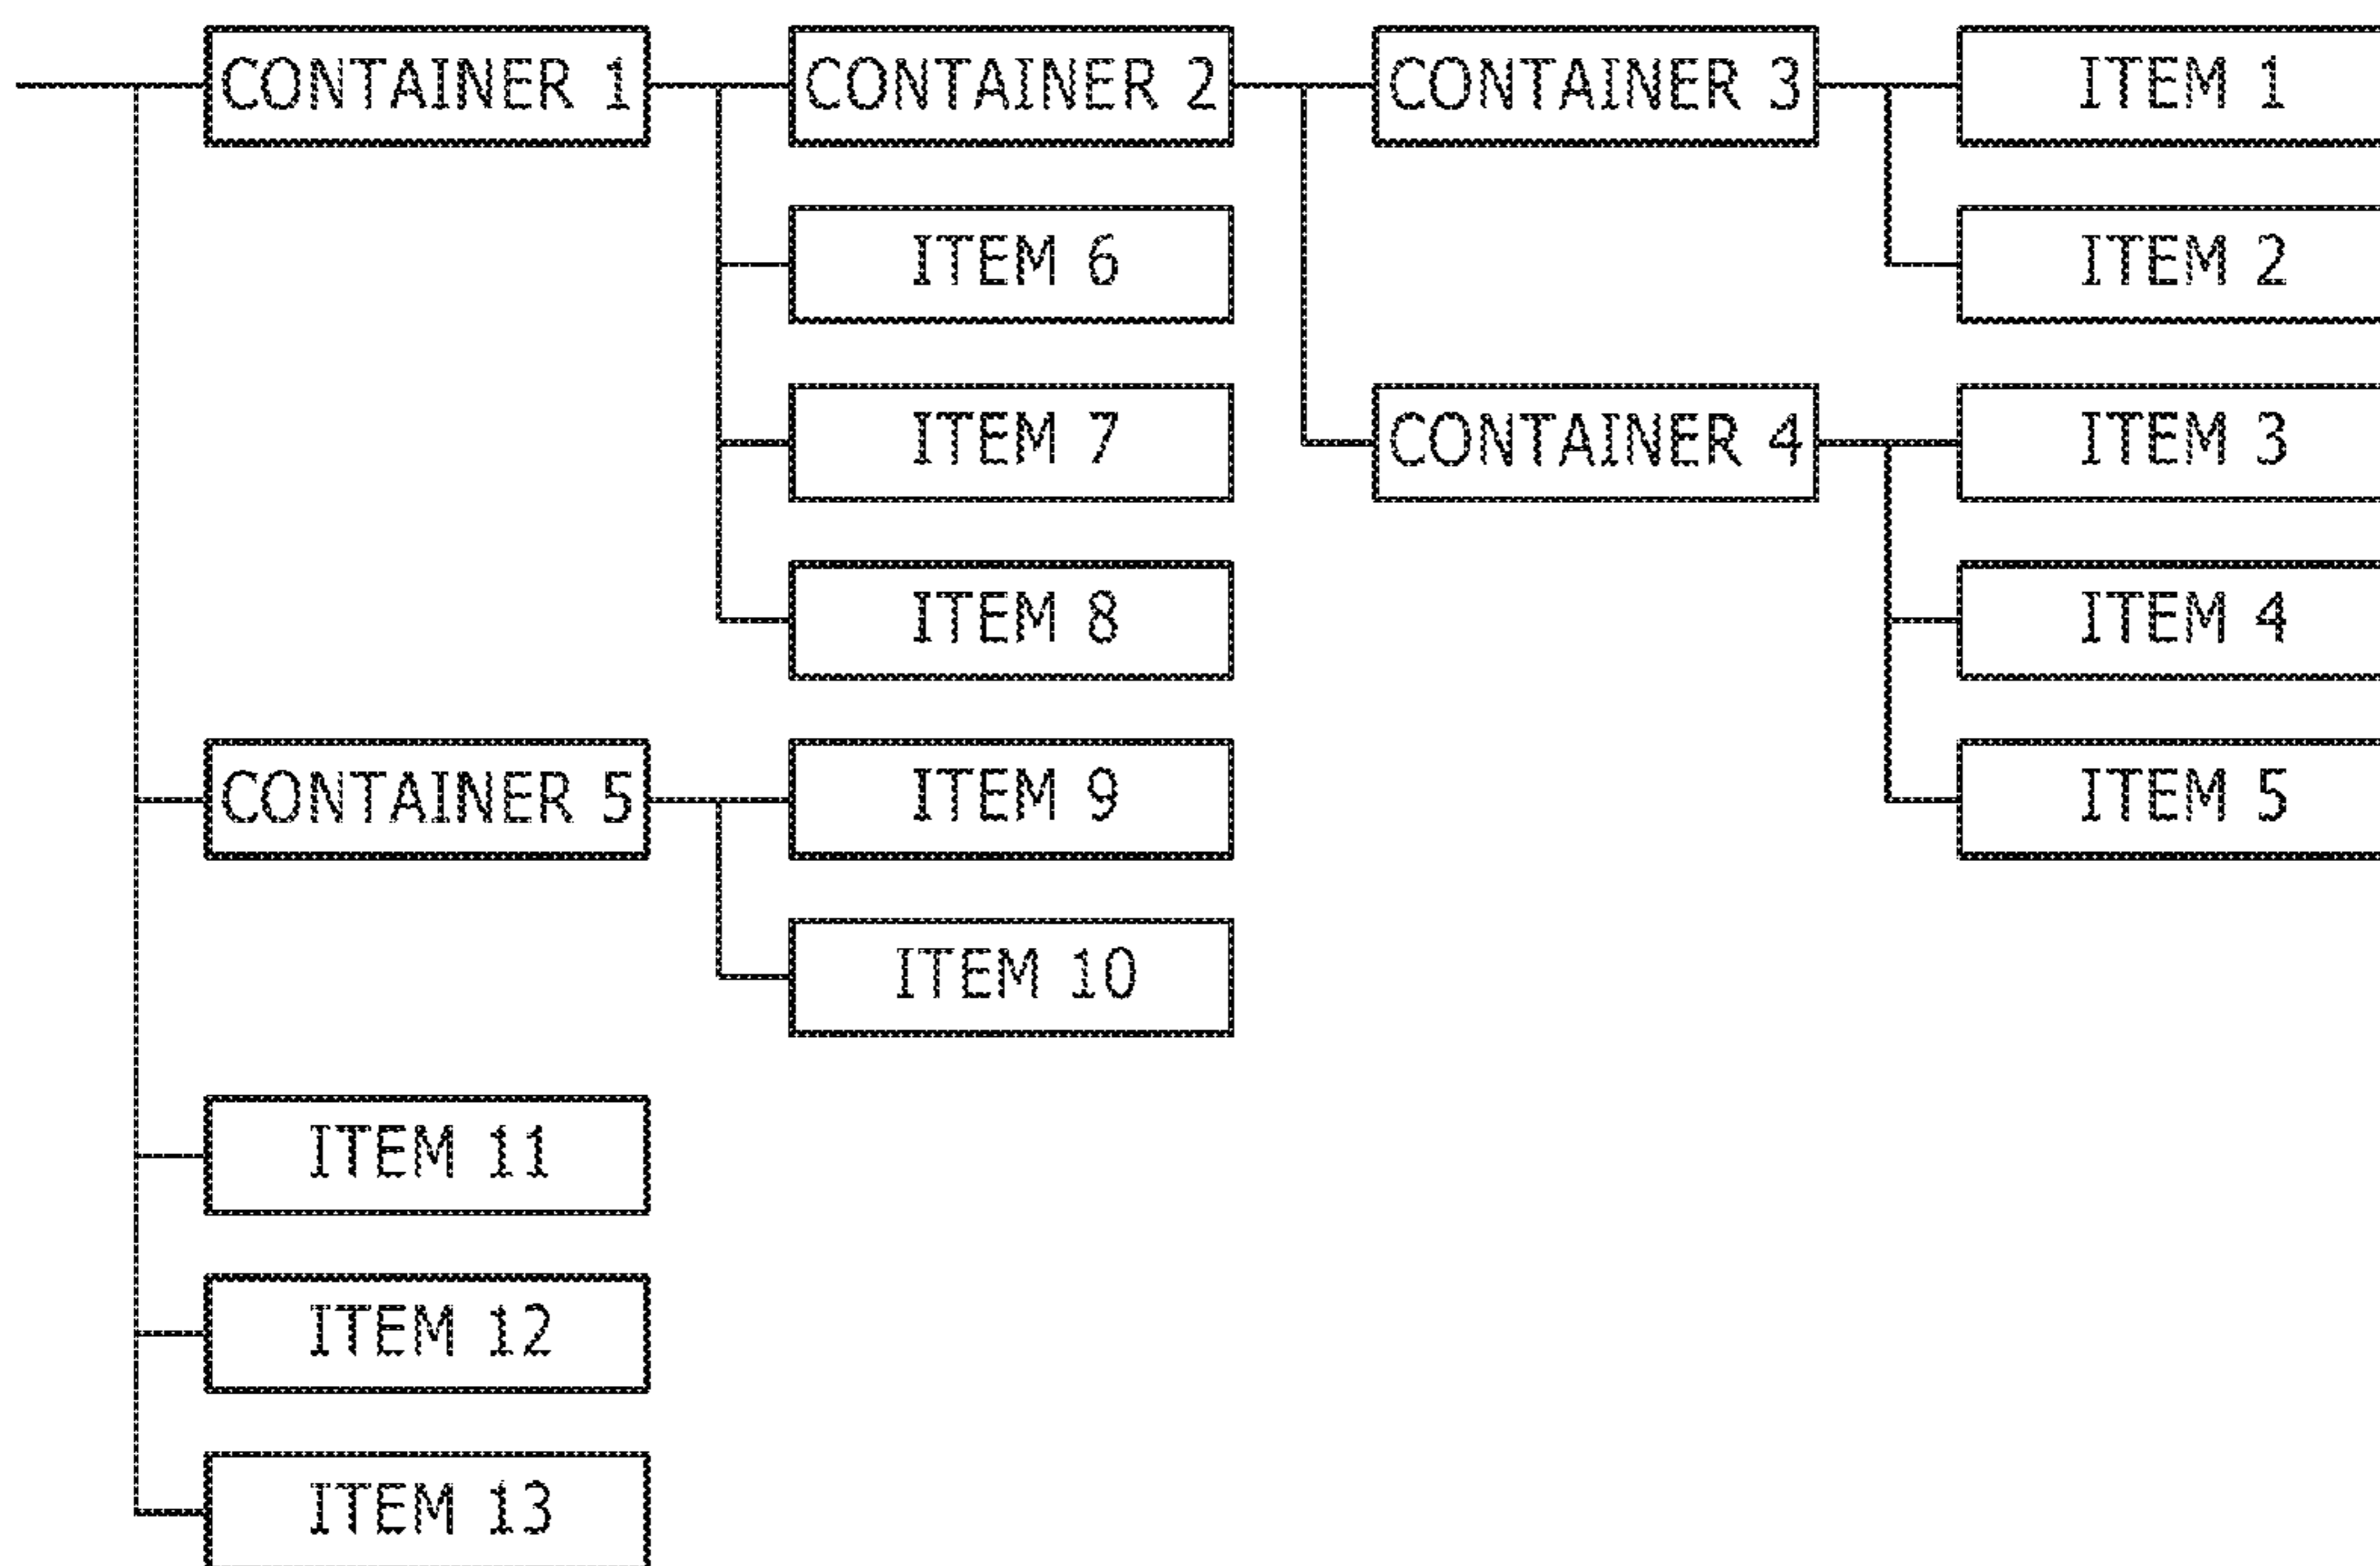 CONTAINER 1
CONTAINER 2
CONTAINER 3
ITEM 1
ITEM 6
ITEM 2
ITEM 7
CONTAINER 4
ITEM 3
ITEM 8
ITEM 4
CONTAINER 5
ITEM 9
ITEM 5
ITEM 10
ITEM 11
ITEM 12
ITEM 13